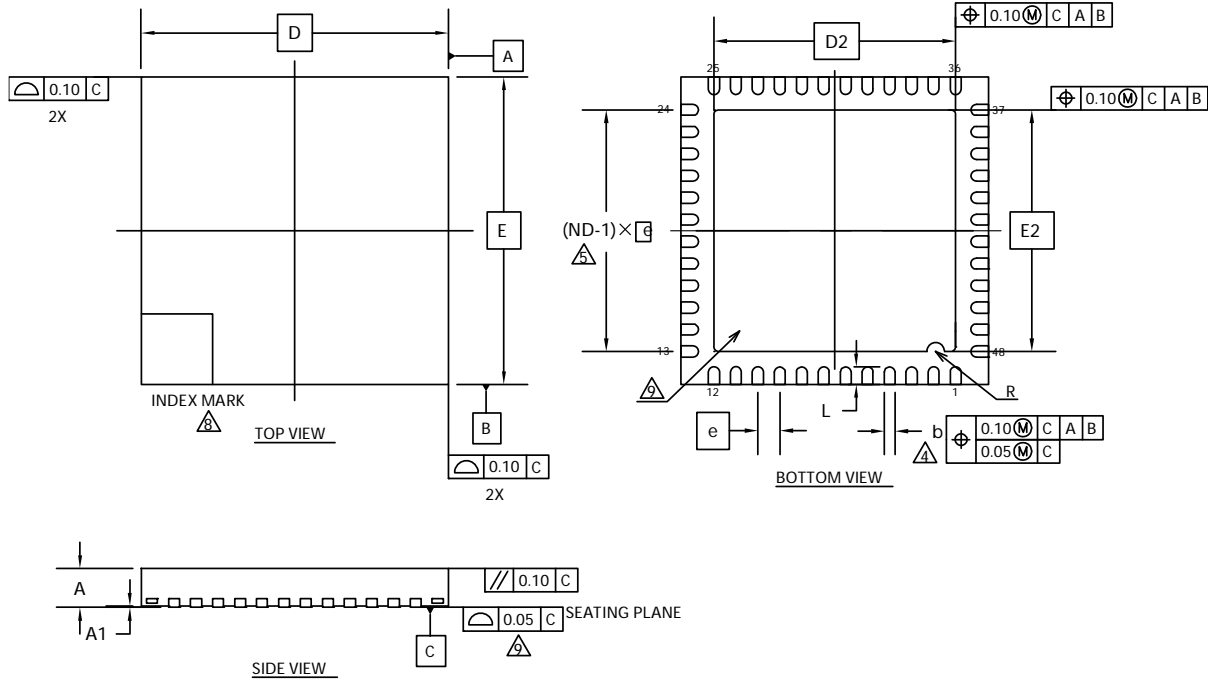 D
A
⌓ 0.10 C
2X
E
INDEX MARK
8
TOP VIEW
B
⌓ 0.10 C
2X
⌖ 0.10 Ⓜ C A B
D2
25
36
⌖ 0.10 Ⓜ C A B
24
37
(ND-1)× e
5
E2
13
48
9
12
1
L
R
e
b
4
⌖ 0.10 Ⓜ C A B
0.05 Ⓜ C
BOTTOM VIEW
A
// 0.10 C
A1
⌓ 0.05 C SEATING PLANE
9
C
SIDE VIEW